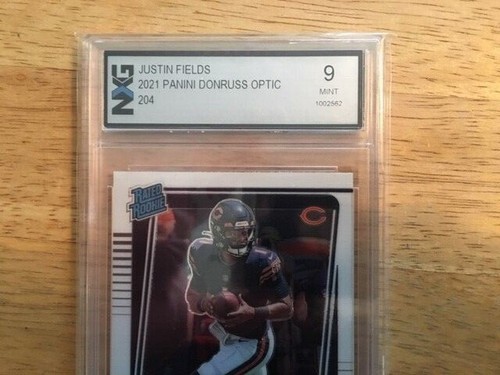 NXG
JUSTIN FIELDS
2021 PANINI DONRUSS OPTIC
204
9
MINT
1002562
RATED
ROOKIE
C